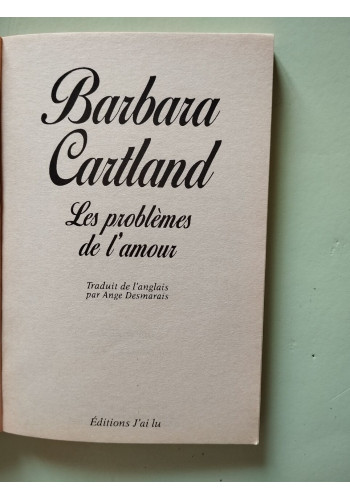 Barbara
Cartland
Les problèmes
de l'amour
Traduit de l'anglais
par Ange Desmarais
Éditions J'ai lu